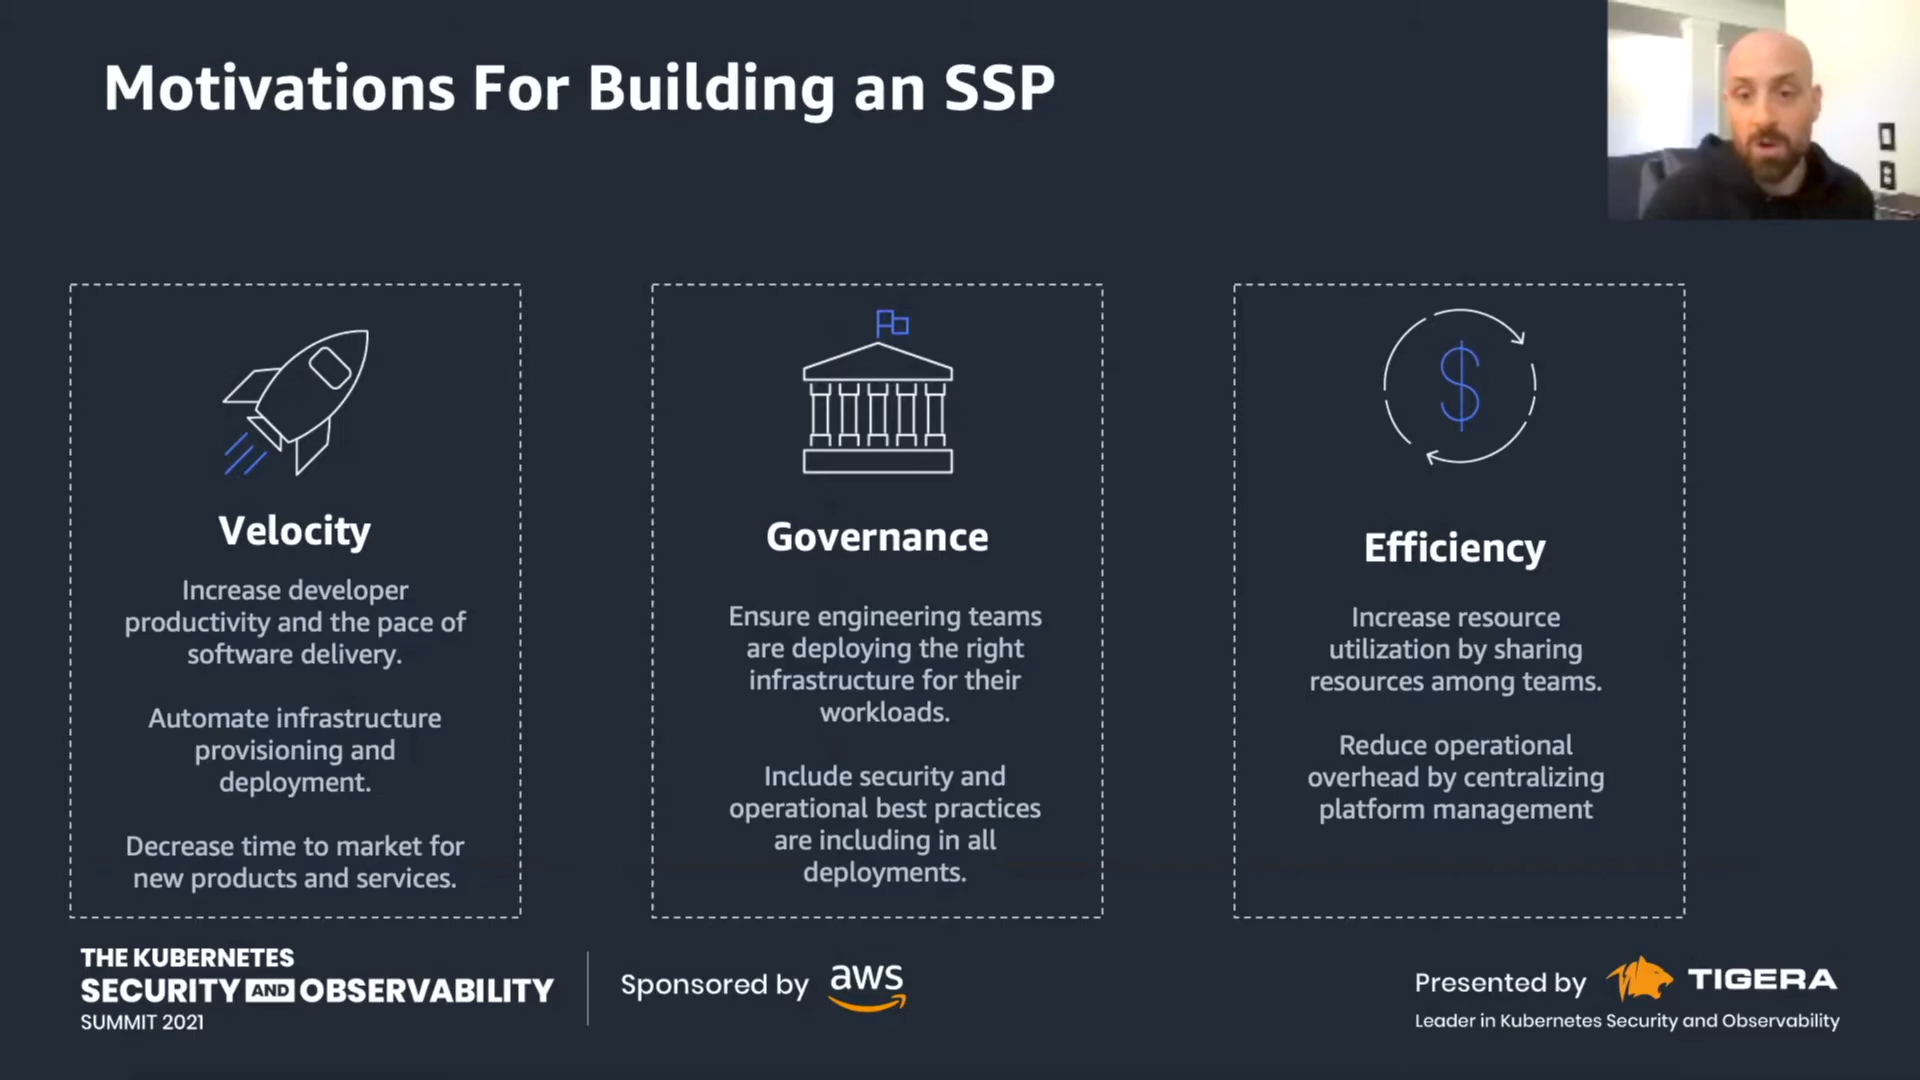 Motivations For Building an SSP
Velocity
Increase developer
productivity and the pace of
software delivery.
Automate infrastructure
provisioning and
deployment.
Decrease time to market for
new products and services.
Governance
Ensure engineering teams
are deploying the right
infrastructure for their
workloads.
Include security and
operational best practices
are including in all
deployments.
$
Efficiency
Increase resource
utilization by sharing
resources among teams.
Reduce operational
overhead by centralizing
platform management
THE KUBERNETES
SECURITY AND OBSERVABILITY
SUMMIT 2021
Sponsored by aws
Presented by TIGERA
Leader in Kubernetes Security and Observability